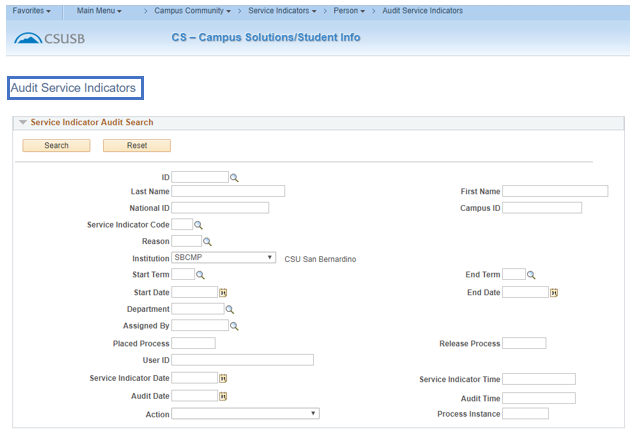 Favorites Main Menu > Campus Community > Service Indicators > Person > Audit Service Indicators
CSUSB CS – Campus Solutions/Student Info
Audit Service Indicators
Service Indicator Audit Search
Search Reset
ID
Last Name First Name
National ID Campus ID
Service Indicator Code
Reason
Institution SBCMP CSU San Bernardino
Start Term End Term
Start Date End Date
Department
Assigned By
Placed Process Release Process
User ID
Service Indicator Date Service Indicator Time
Audit Date Audit Time
Action Process Instance